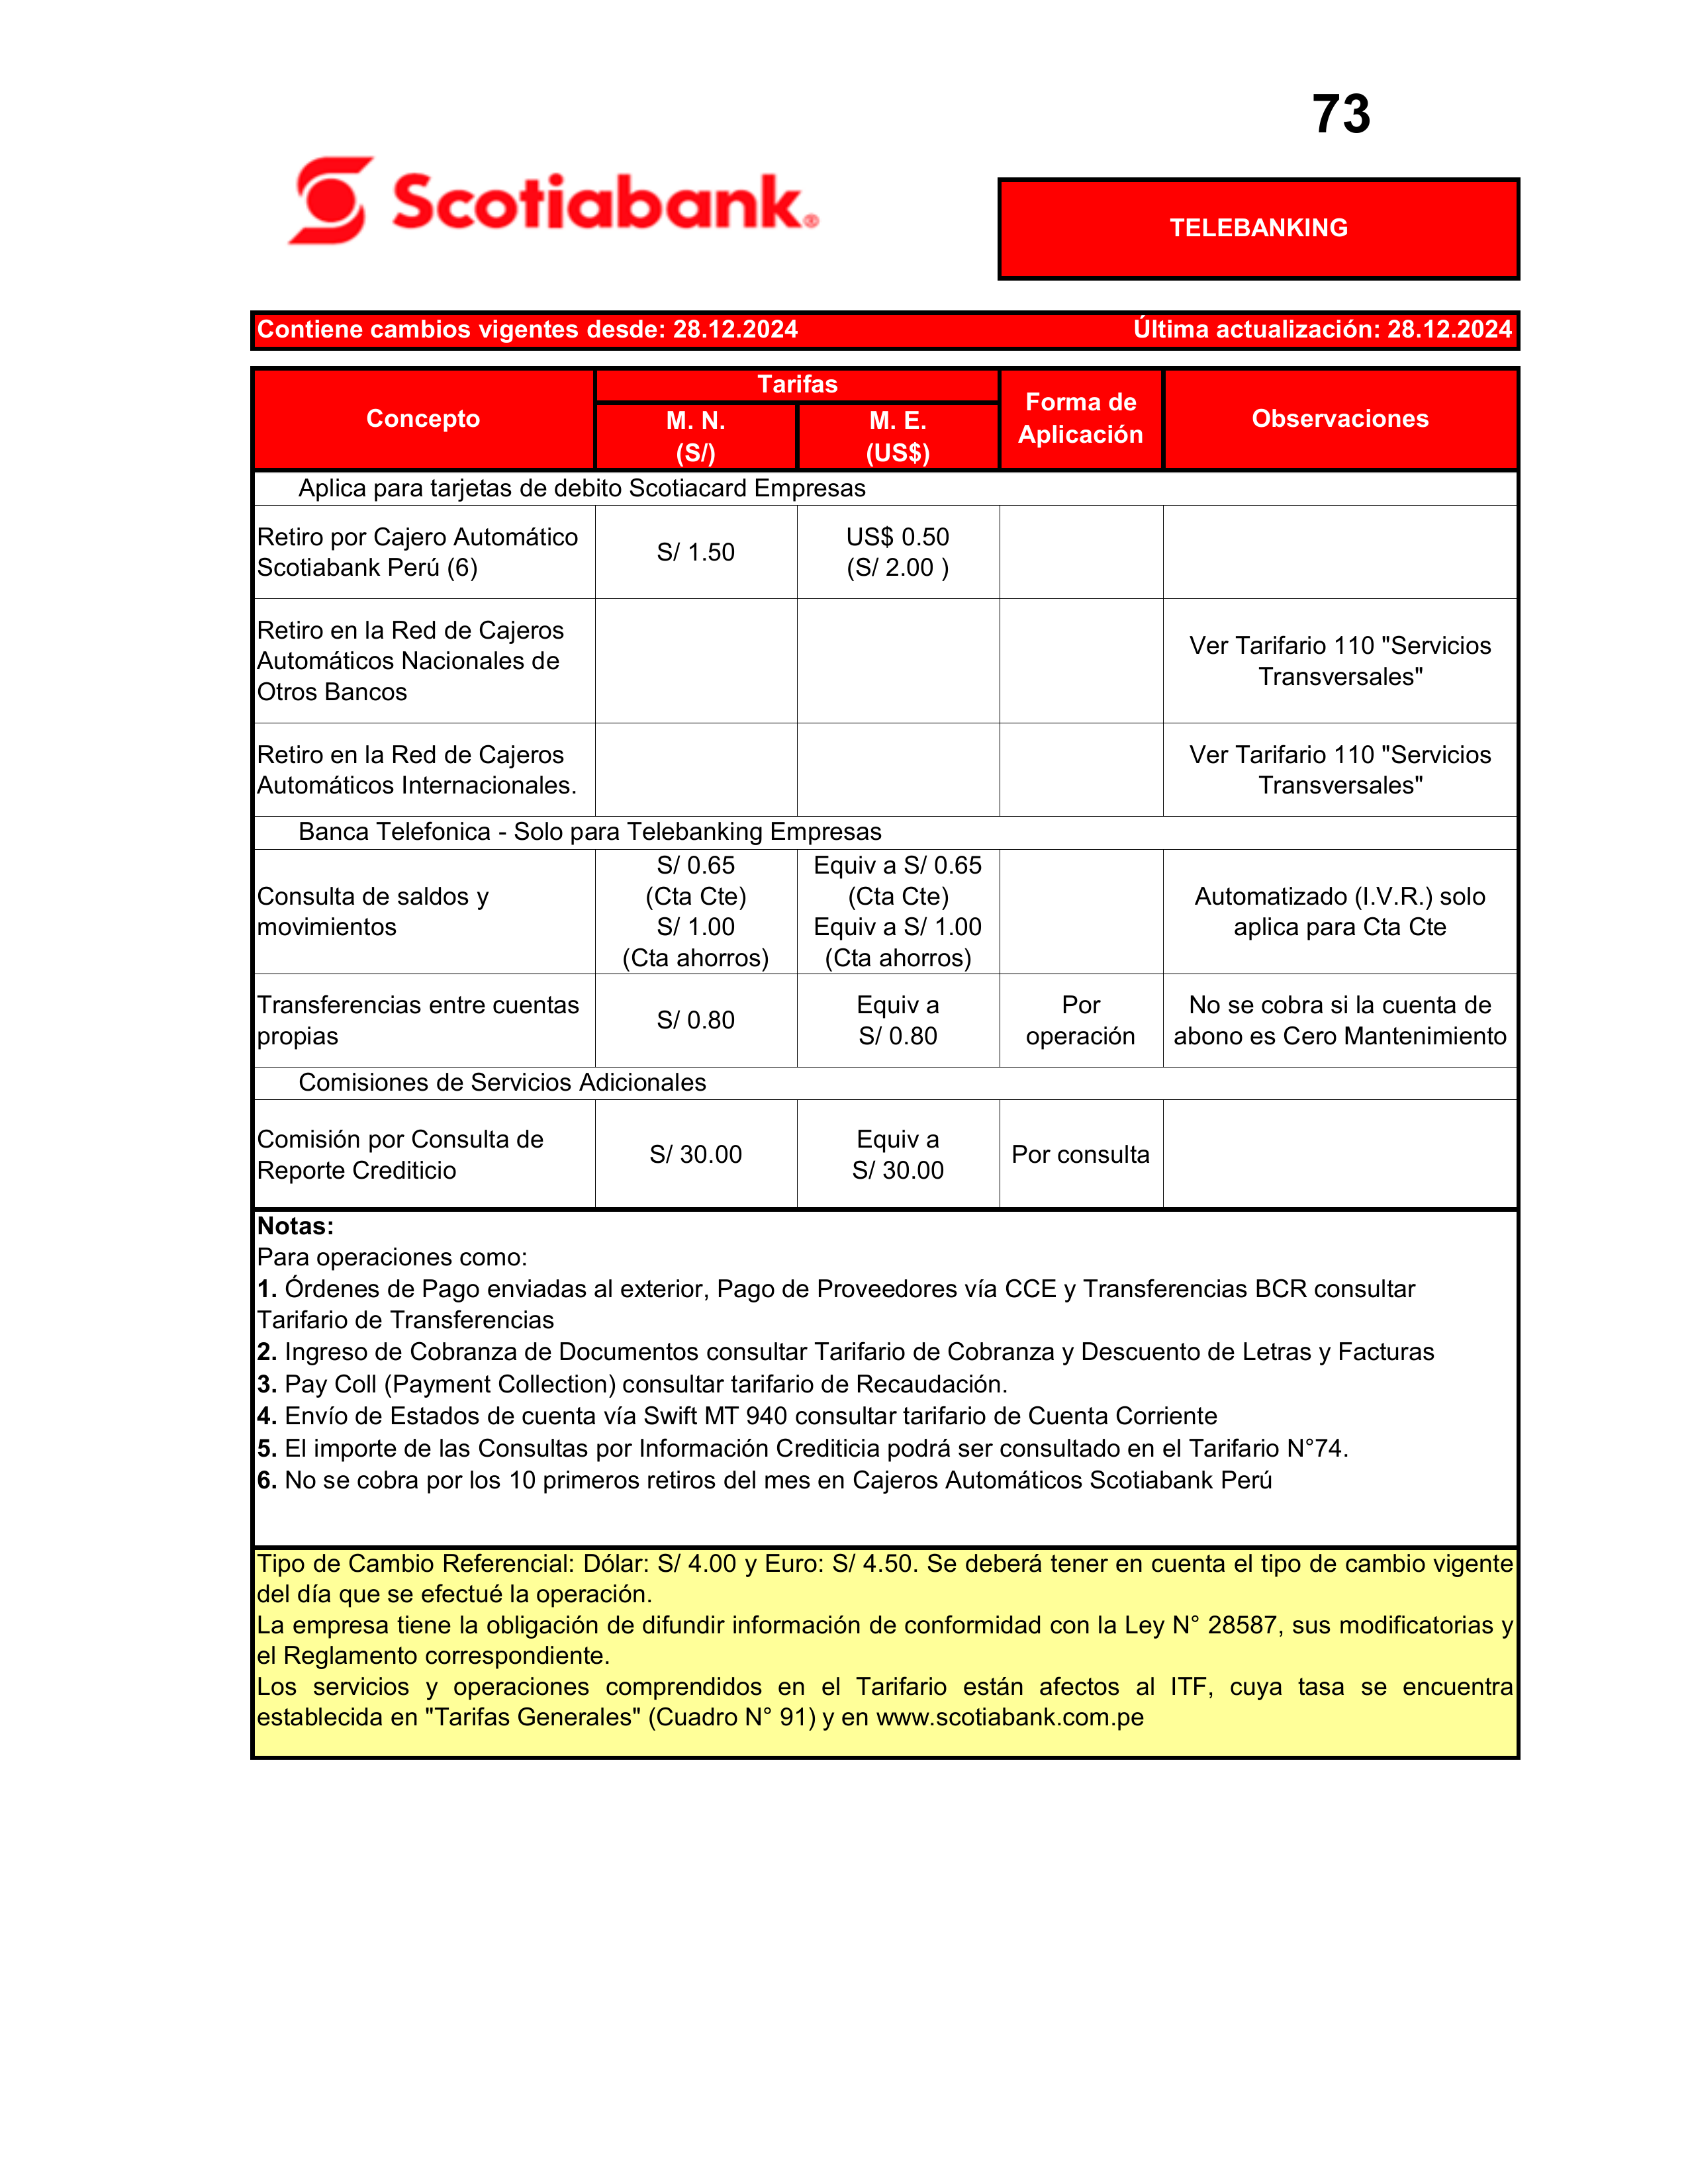 73
Scotiabank®
TELEBANKING
Contiene cambios vigentes desde: 28.12.2024 Última actualización: 28.12.2024
Concepto
Tarifas
M. N.
(S/)
M. E.
(US$)
Forma de
Aplicación
Observaciones
Aplica para tarjetas de debito Scotiacard Empresas
Retiro por Cajero Automático
Scotiabank Perú (6)
S/ 1.50
US$ 0.50
(S/ 2.00 )
Retiro en la Red de Cajeros
Automáticos Nacionales de
Otros Bancos
Ver Tarifario 110 "Servicios
Transversales"
Retiro en la Red de Cajeros
Automáticos Internacionales.
Ver Tarifario 110 "Servicios
Transversales"
Banca Telefonica - Solo para Telebanking Empresas
Consulta de saldos y
movimientos
S/ 0.65
(Cta Cte)
S/ 1.00
(Cta ahorros)
Equiv a S/ 0.65
(Cta Cte)
Equiv a S/ 1.00
(Cta ahorros)
Automatizado (I.V.R.) solo
aplica para Cta Cte
Transferencias entre cuentas
propias
S/ 0.80
Equiv a
S/ 0.80
Por
operación
No se cobra si la cuenta de
abono es Cero Mantenimiento
Comisiones de Servicios Adicionales
Comisión por Consulta de
Reporte Crediticio
S/ 30.00
Equiv a
S/ 30.00
Por consulta
Notas:
Para operaciones como:
1. Órdenes de Pago enviadas al exterior, Pago de Proveedores vía CCE y Transferencias BCR consultar
Tarifario de Transferencias
2. Ingreso de Cobranza de Documentos consultar Tarifario de Cobranza y Descuento de Letras y Facturas
3. Pay Coll (Payment Collection) consultar tarifario de Recaudación.
4. Envío de Estados de cuenta vía Swift MT 940 consultar tarifario de Cuenta Corriente
5. El importe de las Consultas por Información Crediticia podrá ser consultado en el Tarifario N°74.
6. No se cobra por los 10 primeros retiros del mes en Cajeros Automáticos Scotiabank Perú
Tipo de Cambio Referencial: Dólar: S/ 4.00 y Euro: S/ 4.50. Se deberá tener en cuenta el tipo de cambio vigente
del día que se efectué la operación.
La empresa tiene la obligación de difundir información de conformidad con la Ley N° 28587, sus modificatorias y
el Reglamento correspondiente.
Los servicios y operaciones comprendidos en el Tarifario están afectos al ITF, cuya tasa se encuentra
establecida en "Tarifas Generales" (Cuadro N° 91) y en www.scotiabank.com.pe